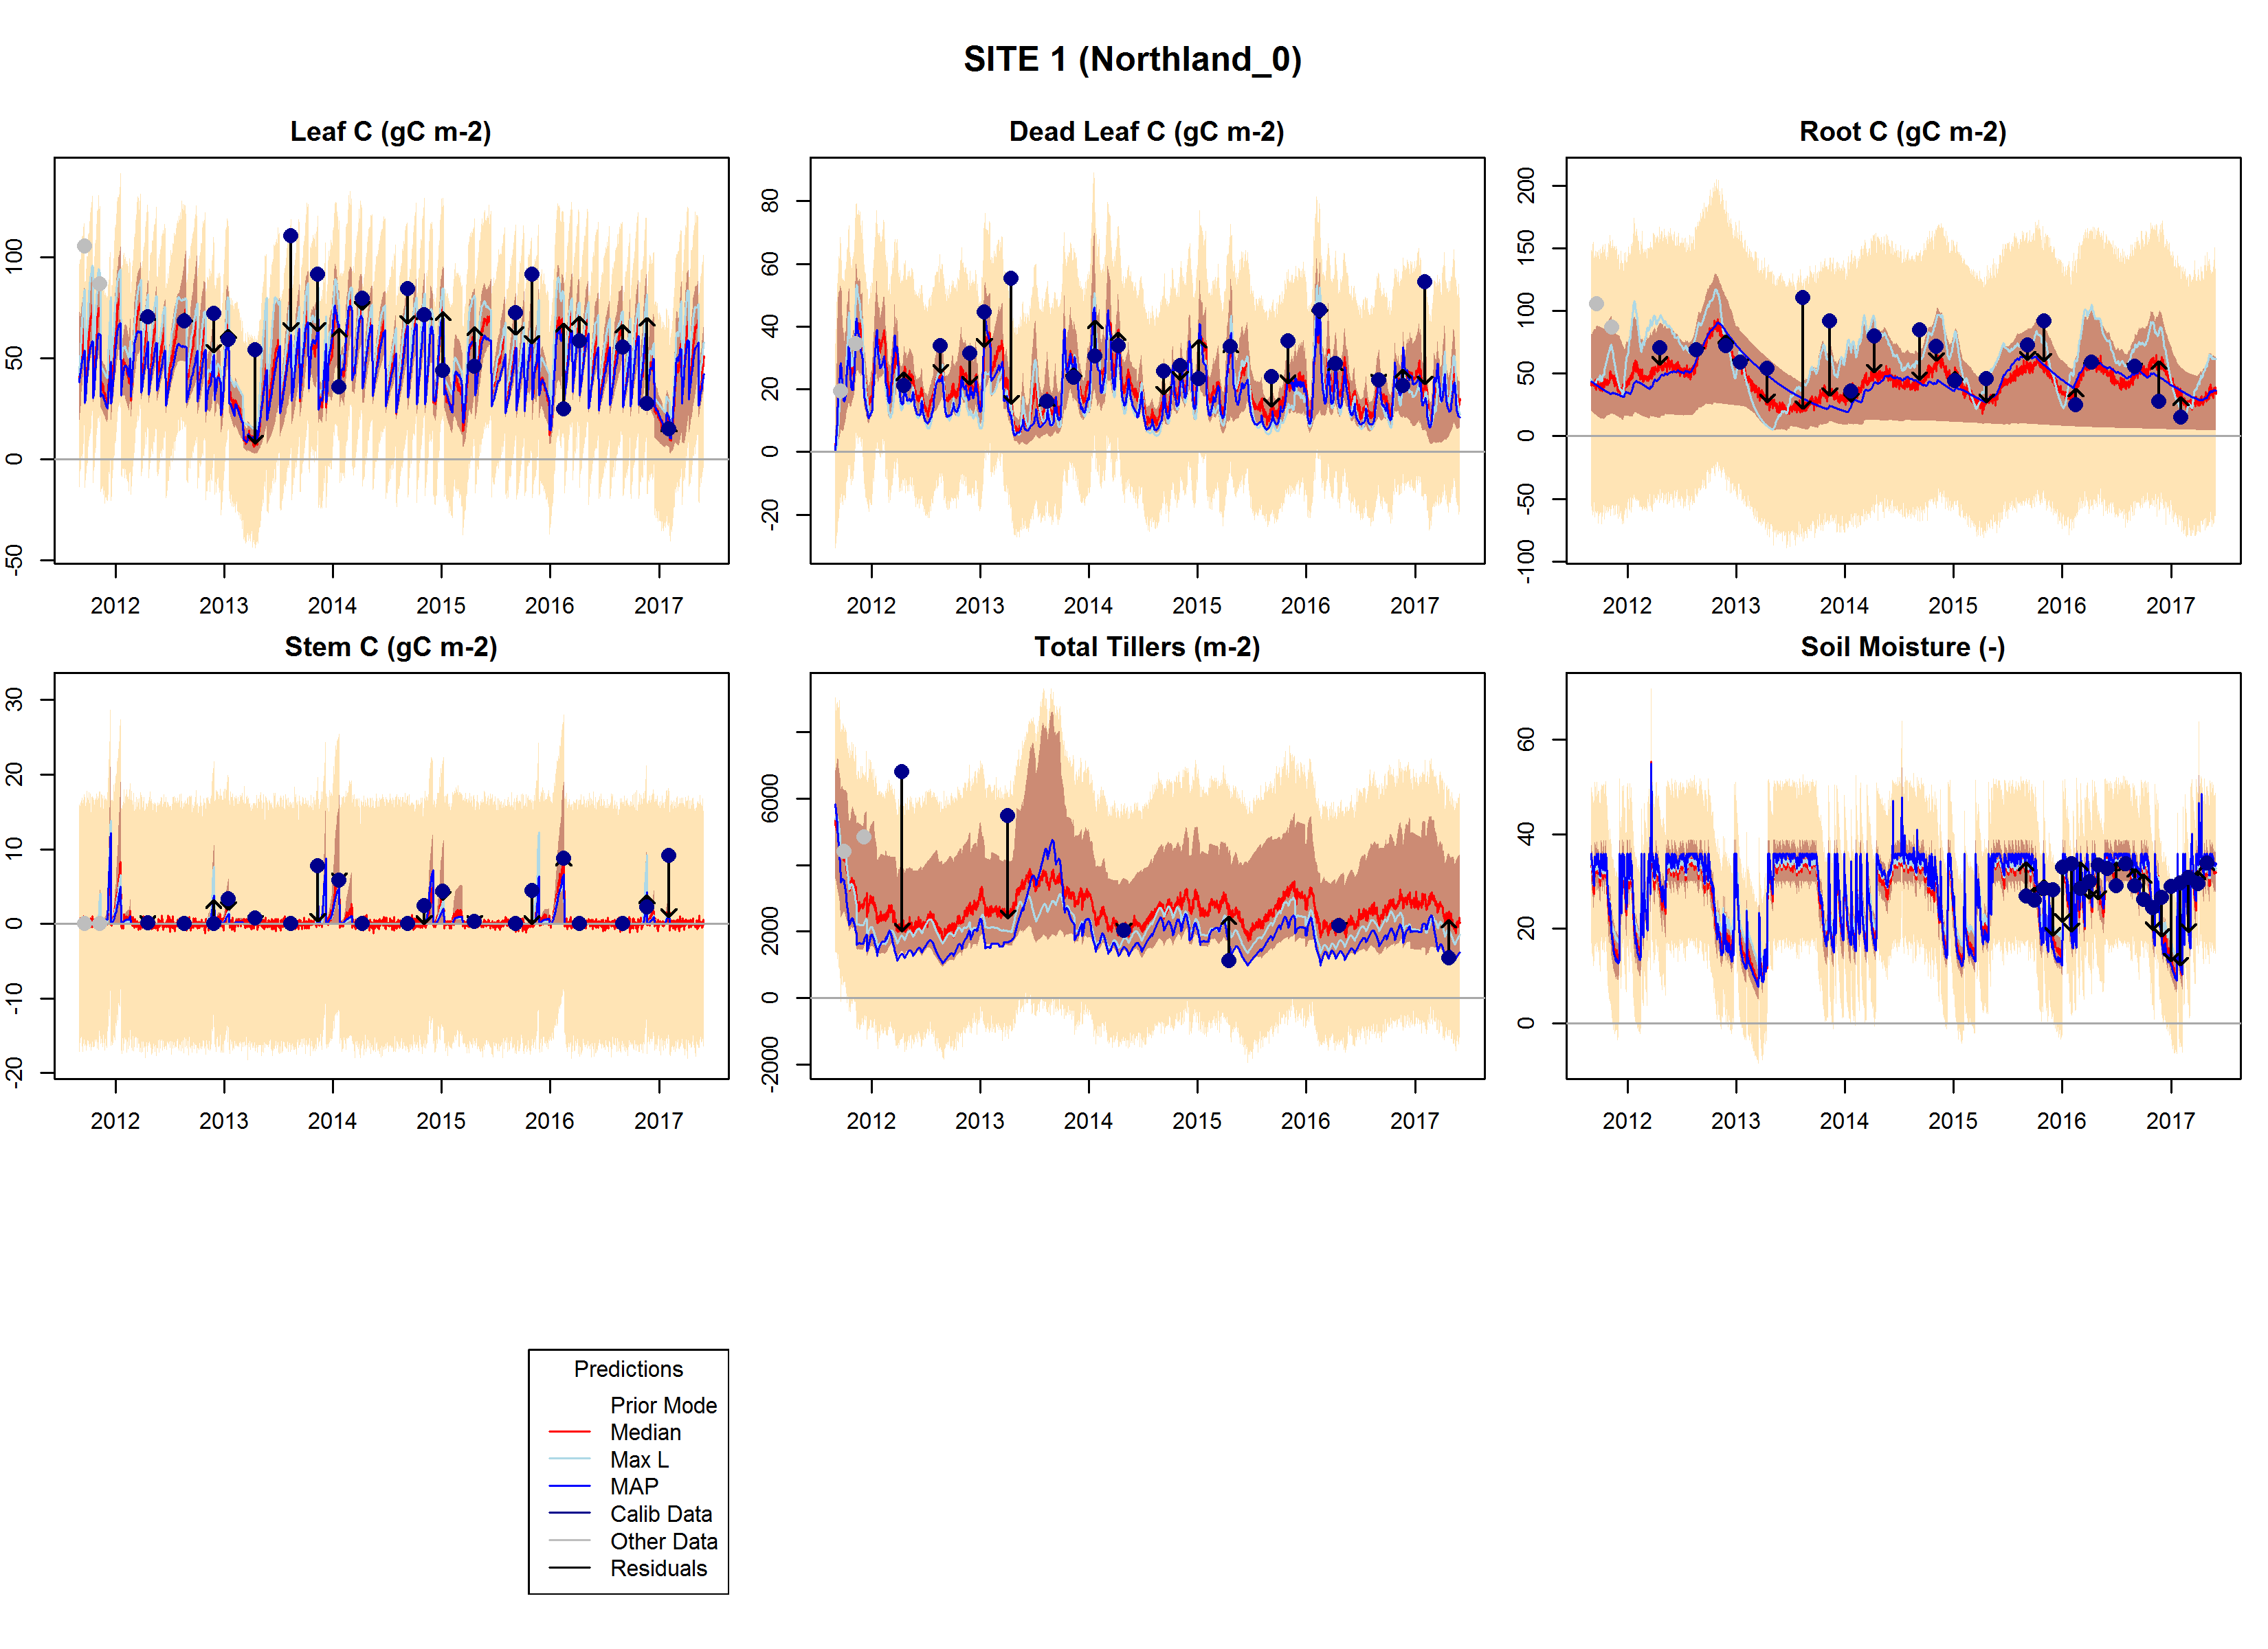 SITE 1 (Northland_0)
Leaf C (gC m-2)
100
50
0
-50
2012 2013 2014 2015 2016 2017
Dead Leaf C (gC m-2)
80
60
40
20
0
-20
2012 2013 2014 2015 2016 2017
Root C (gC m-2)
200
150
100
50
0
-50
-100
2012 2013 2014 2015 2016 2017
Stem C (gC m-2)
30
20
10
0
-10
-20
2012 2013 2014 2015 2016 2017
Total Tillers (m-2)
6000
2000
0
-2000
2012 2013 2014 2015 2016 2017
Soil Moisture (-)
60
40
20
0
2012 2013 2014 2015 2016 2017
Predictions
Prior Mode
Median
Max L
MAP
Calib Data
Other Data
Residuals